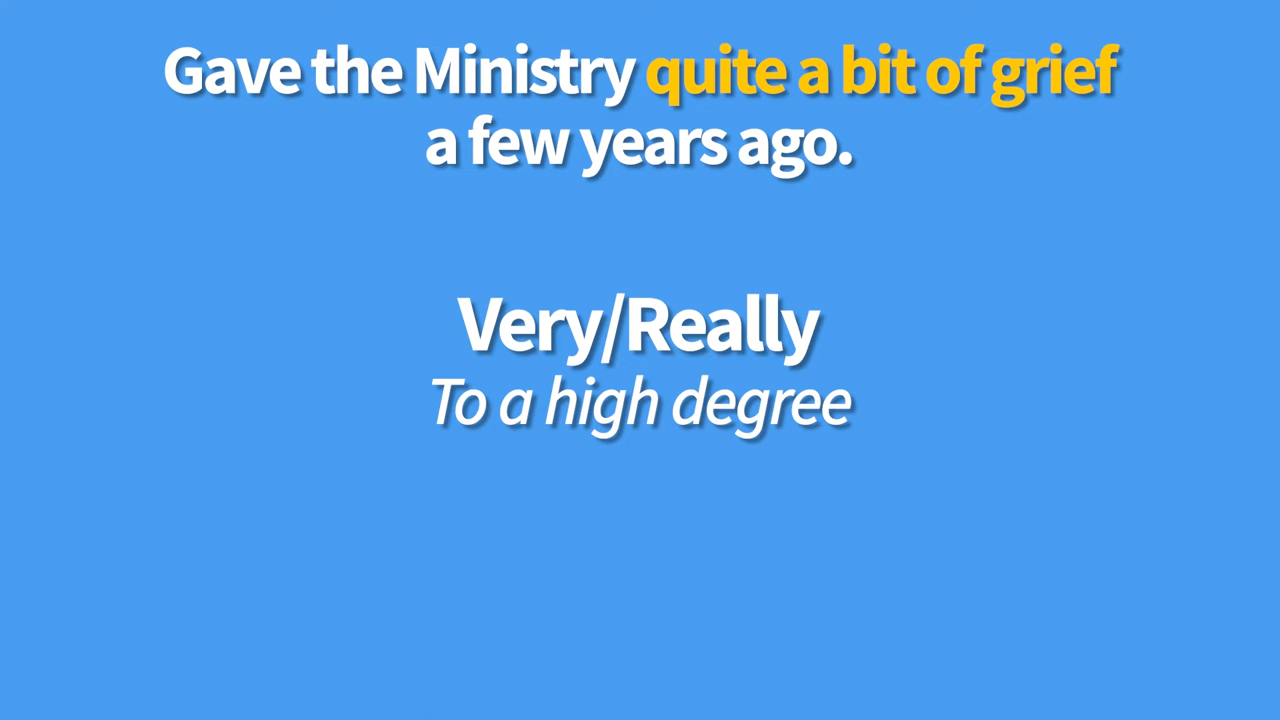 Gave the Ministry quite a bit of grief
a few years ago.
Very/Really
To a high degree